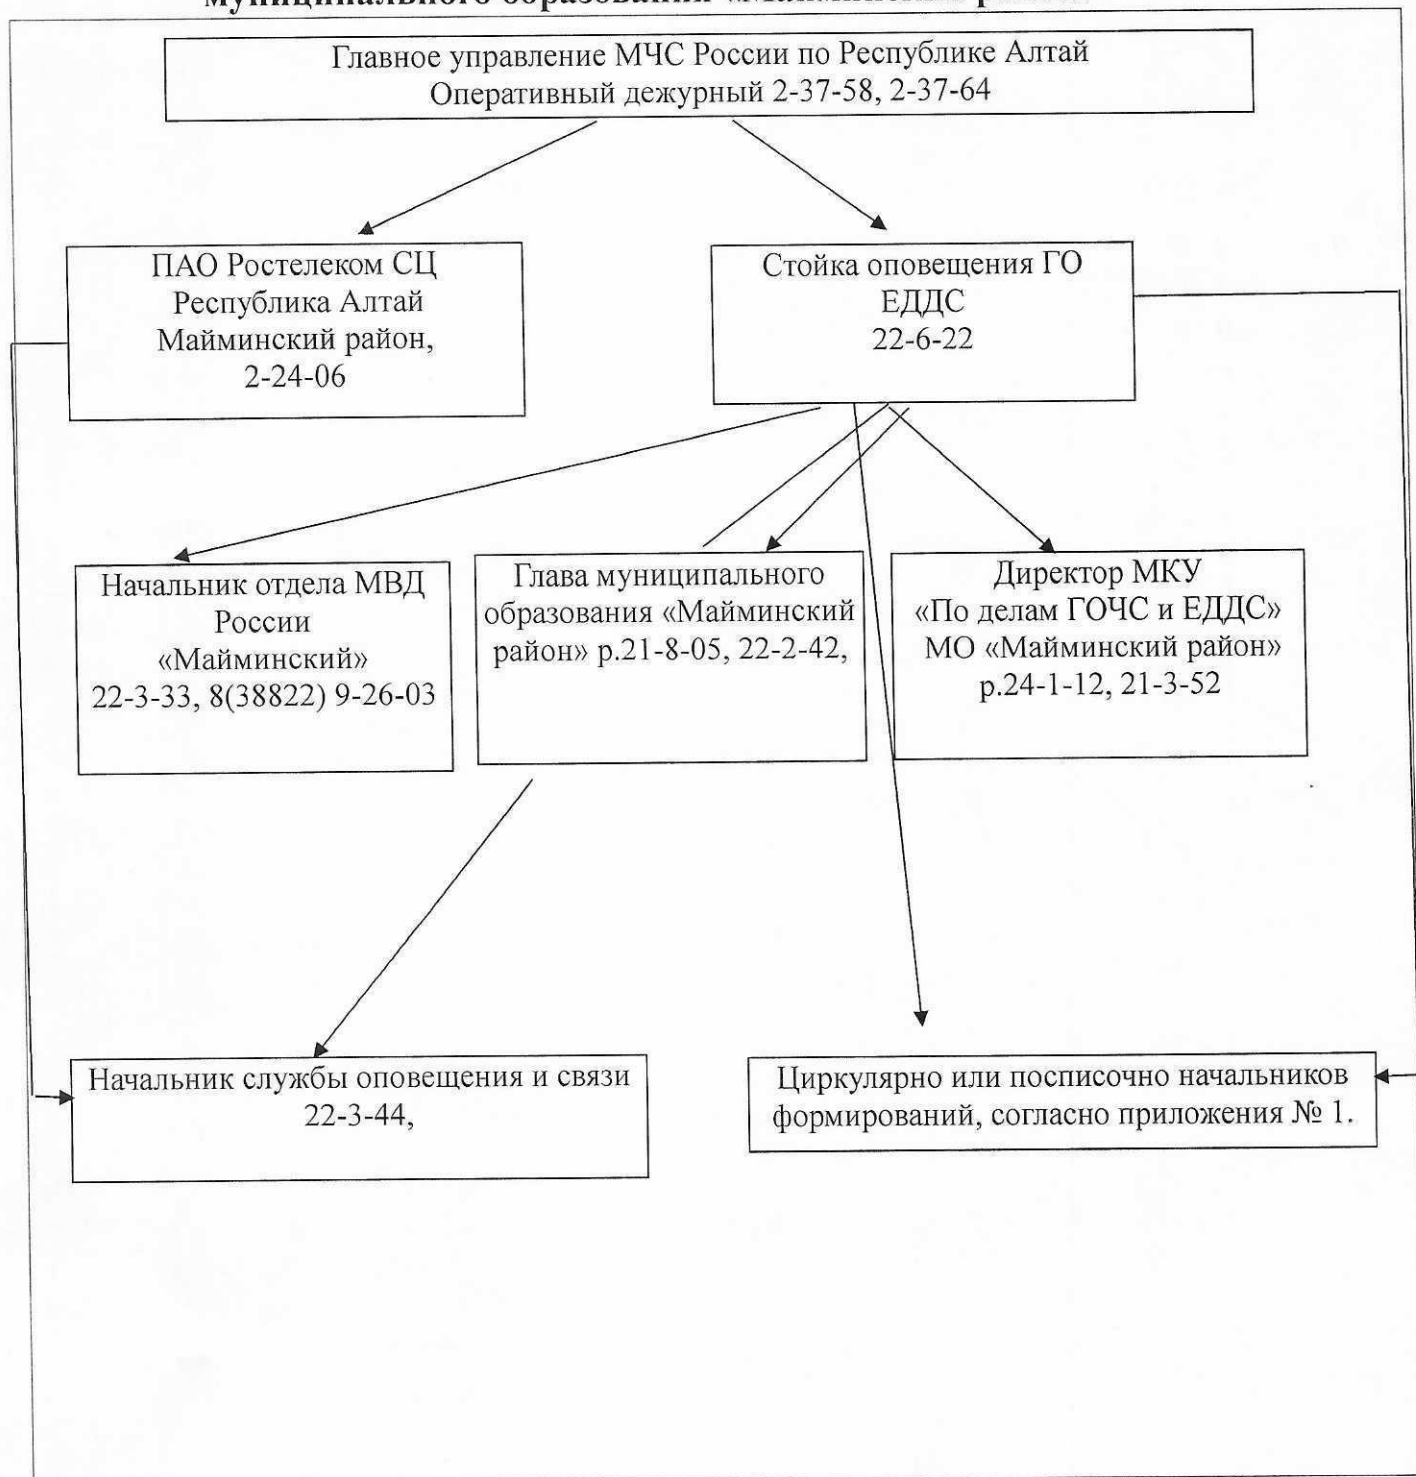 муниципального образования «Майминский район»
Главное управление МЧС России по Республике Алтай
Оперативный дежурный 2-37-58, 2-37-64
ПАО Ростелеком СЦ
Республика Алтай
Майминский район,
2-24-06
Стойка оповещения ГО
ЕДДС
22-6-22
Начальник отдела МВД
России
«Майминский»
22-3-33, 8(38822) 9-26-03
Глава муниципального
образования «Майминский
район» р.21-8-05, 22-2-42,
Директор МКУ
«По делам ГОЧС и ЕДДС»
МО «Майминский район»
р.24-1-12, 21-3-52
Начальник службы оповещения и связи
22-3-44,
Циркулярно или посписочно начальников
формирований, согласно приложения № 1.